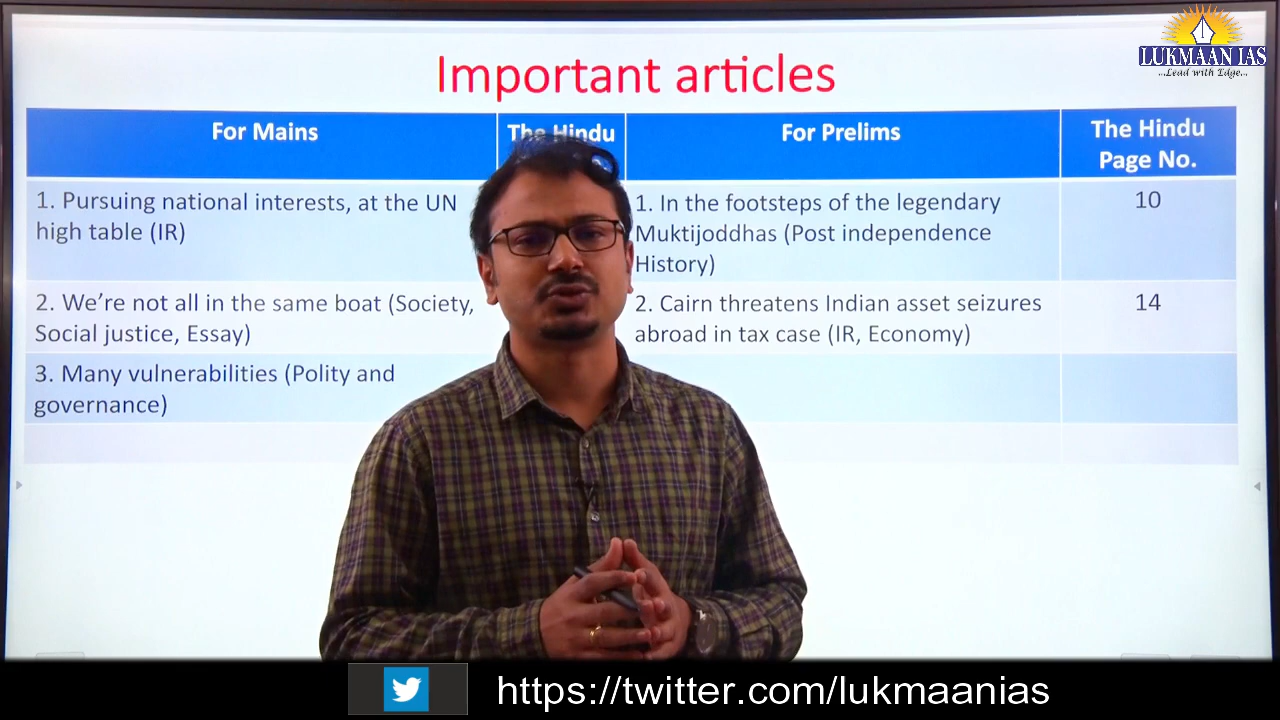 LUKMAAN IAS
...Lead with Edge...
Important articles
For Mains
The Hindu
For Prelims
The Hindu
Page No.
1. Pursuing national interests, at the UN
high table (IR)
1. In the footsteps of the legendary
Muktijoddhas (Post independence
History)
10
2. We’re not all in the same boat (Society,
Social justice, Essay)
2. Cairn threatens Indian asset seizures
abroad in tax case (IR, Economy)
14
3. Many vulnerabilities (Polity and
governance)
https://twitter.com/lukmaanias